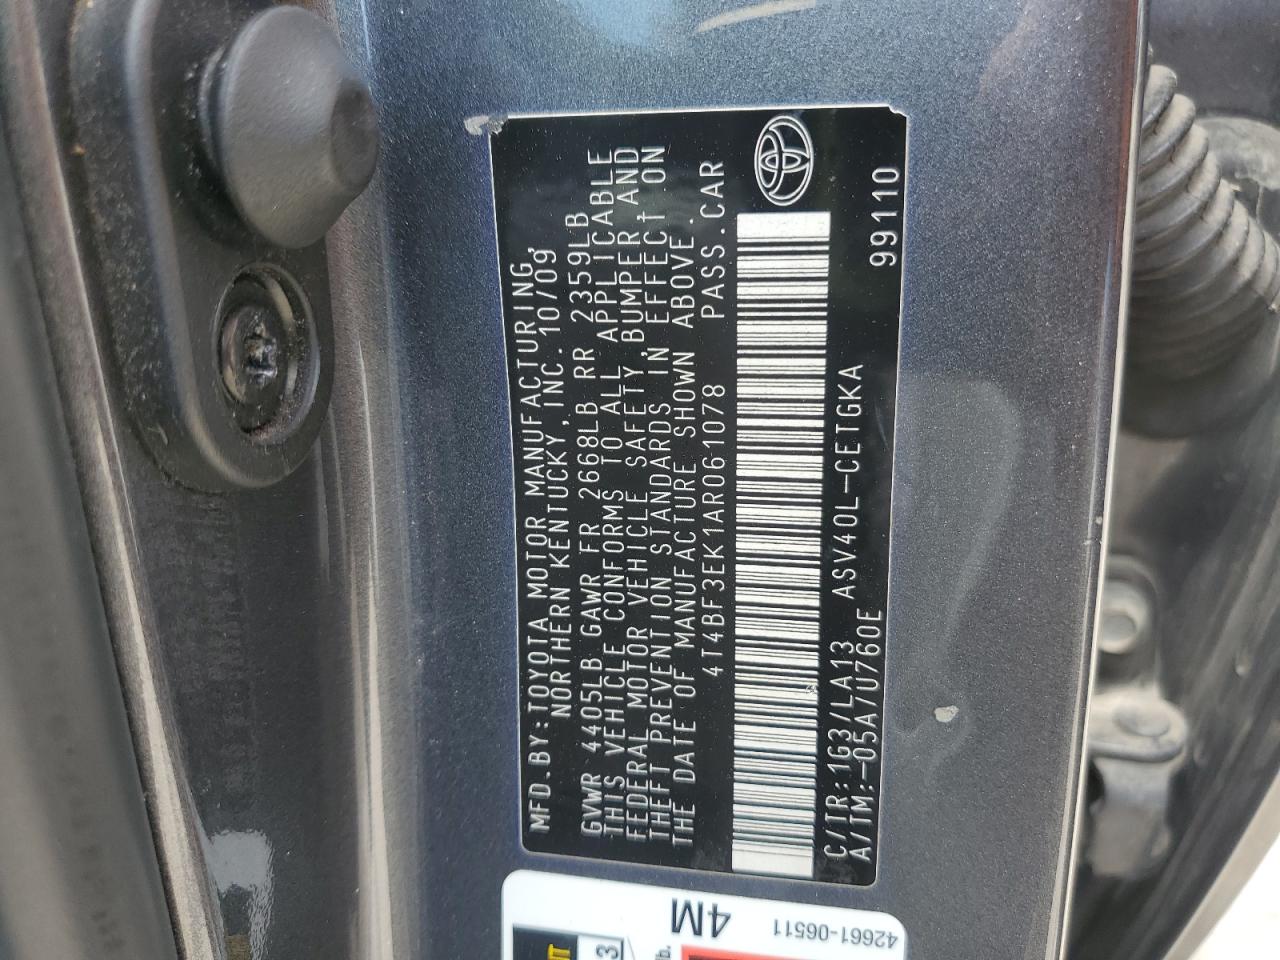 MFD.BY:TOYOTA MOTOR MANUFACTURING,
NORTHERN KENTUCKY,INC. 10/09
GVWR 4405LB GAWR FR 2668LB RR 2359LB
THIS VEHICLE CONFORMS TO ALL APPLICABLE
FEDERAL MOTOR VEHICLE SAFETY,BUMPER AND
THEFT PREVENTION STANDARDS IN EFFECT ON
THE DATE OF MANUFACTURE SHOWN ABOVE.
4T4BF3EK1AR061078 PASS.CAR
C/TR:1G3/LA13 ASV40L-CETGKA
A/TM:-05A/U760E 99110
4M
42661-06511
3
lb.